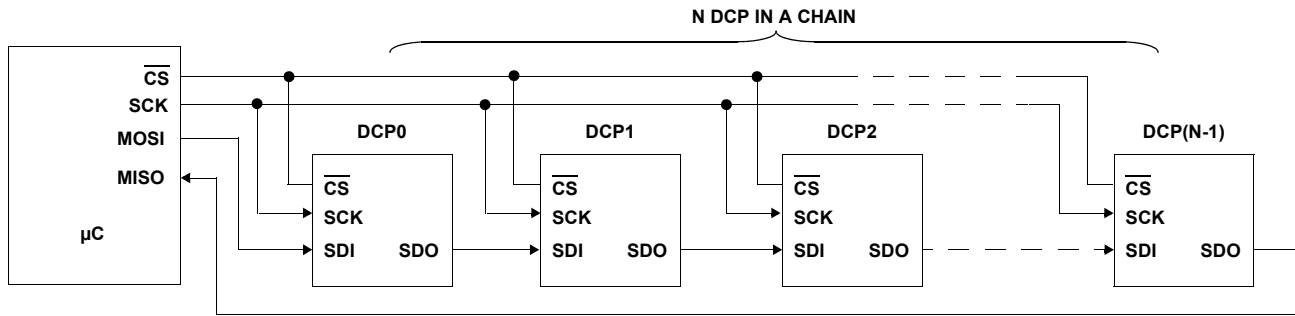 N DCP IN A CHAIN
CS
SCK
MOSI
MISO
µC
DCP0
CS
SCK
SDI SDO
DCP1
CS
SCK
SDI SDO
DCP2
CS
SCK
SDI SDO
DCP(N-1)
CS
SCK
SDI SDO